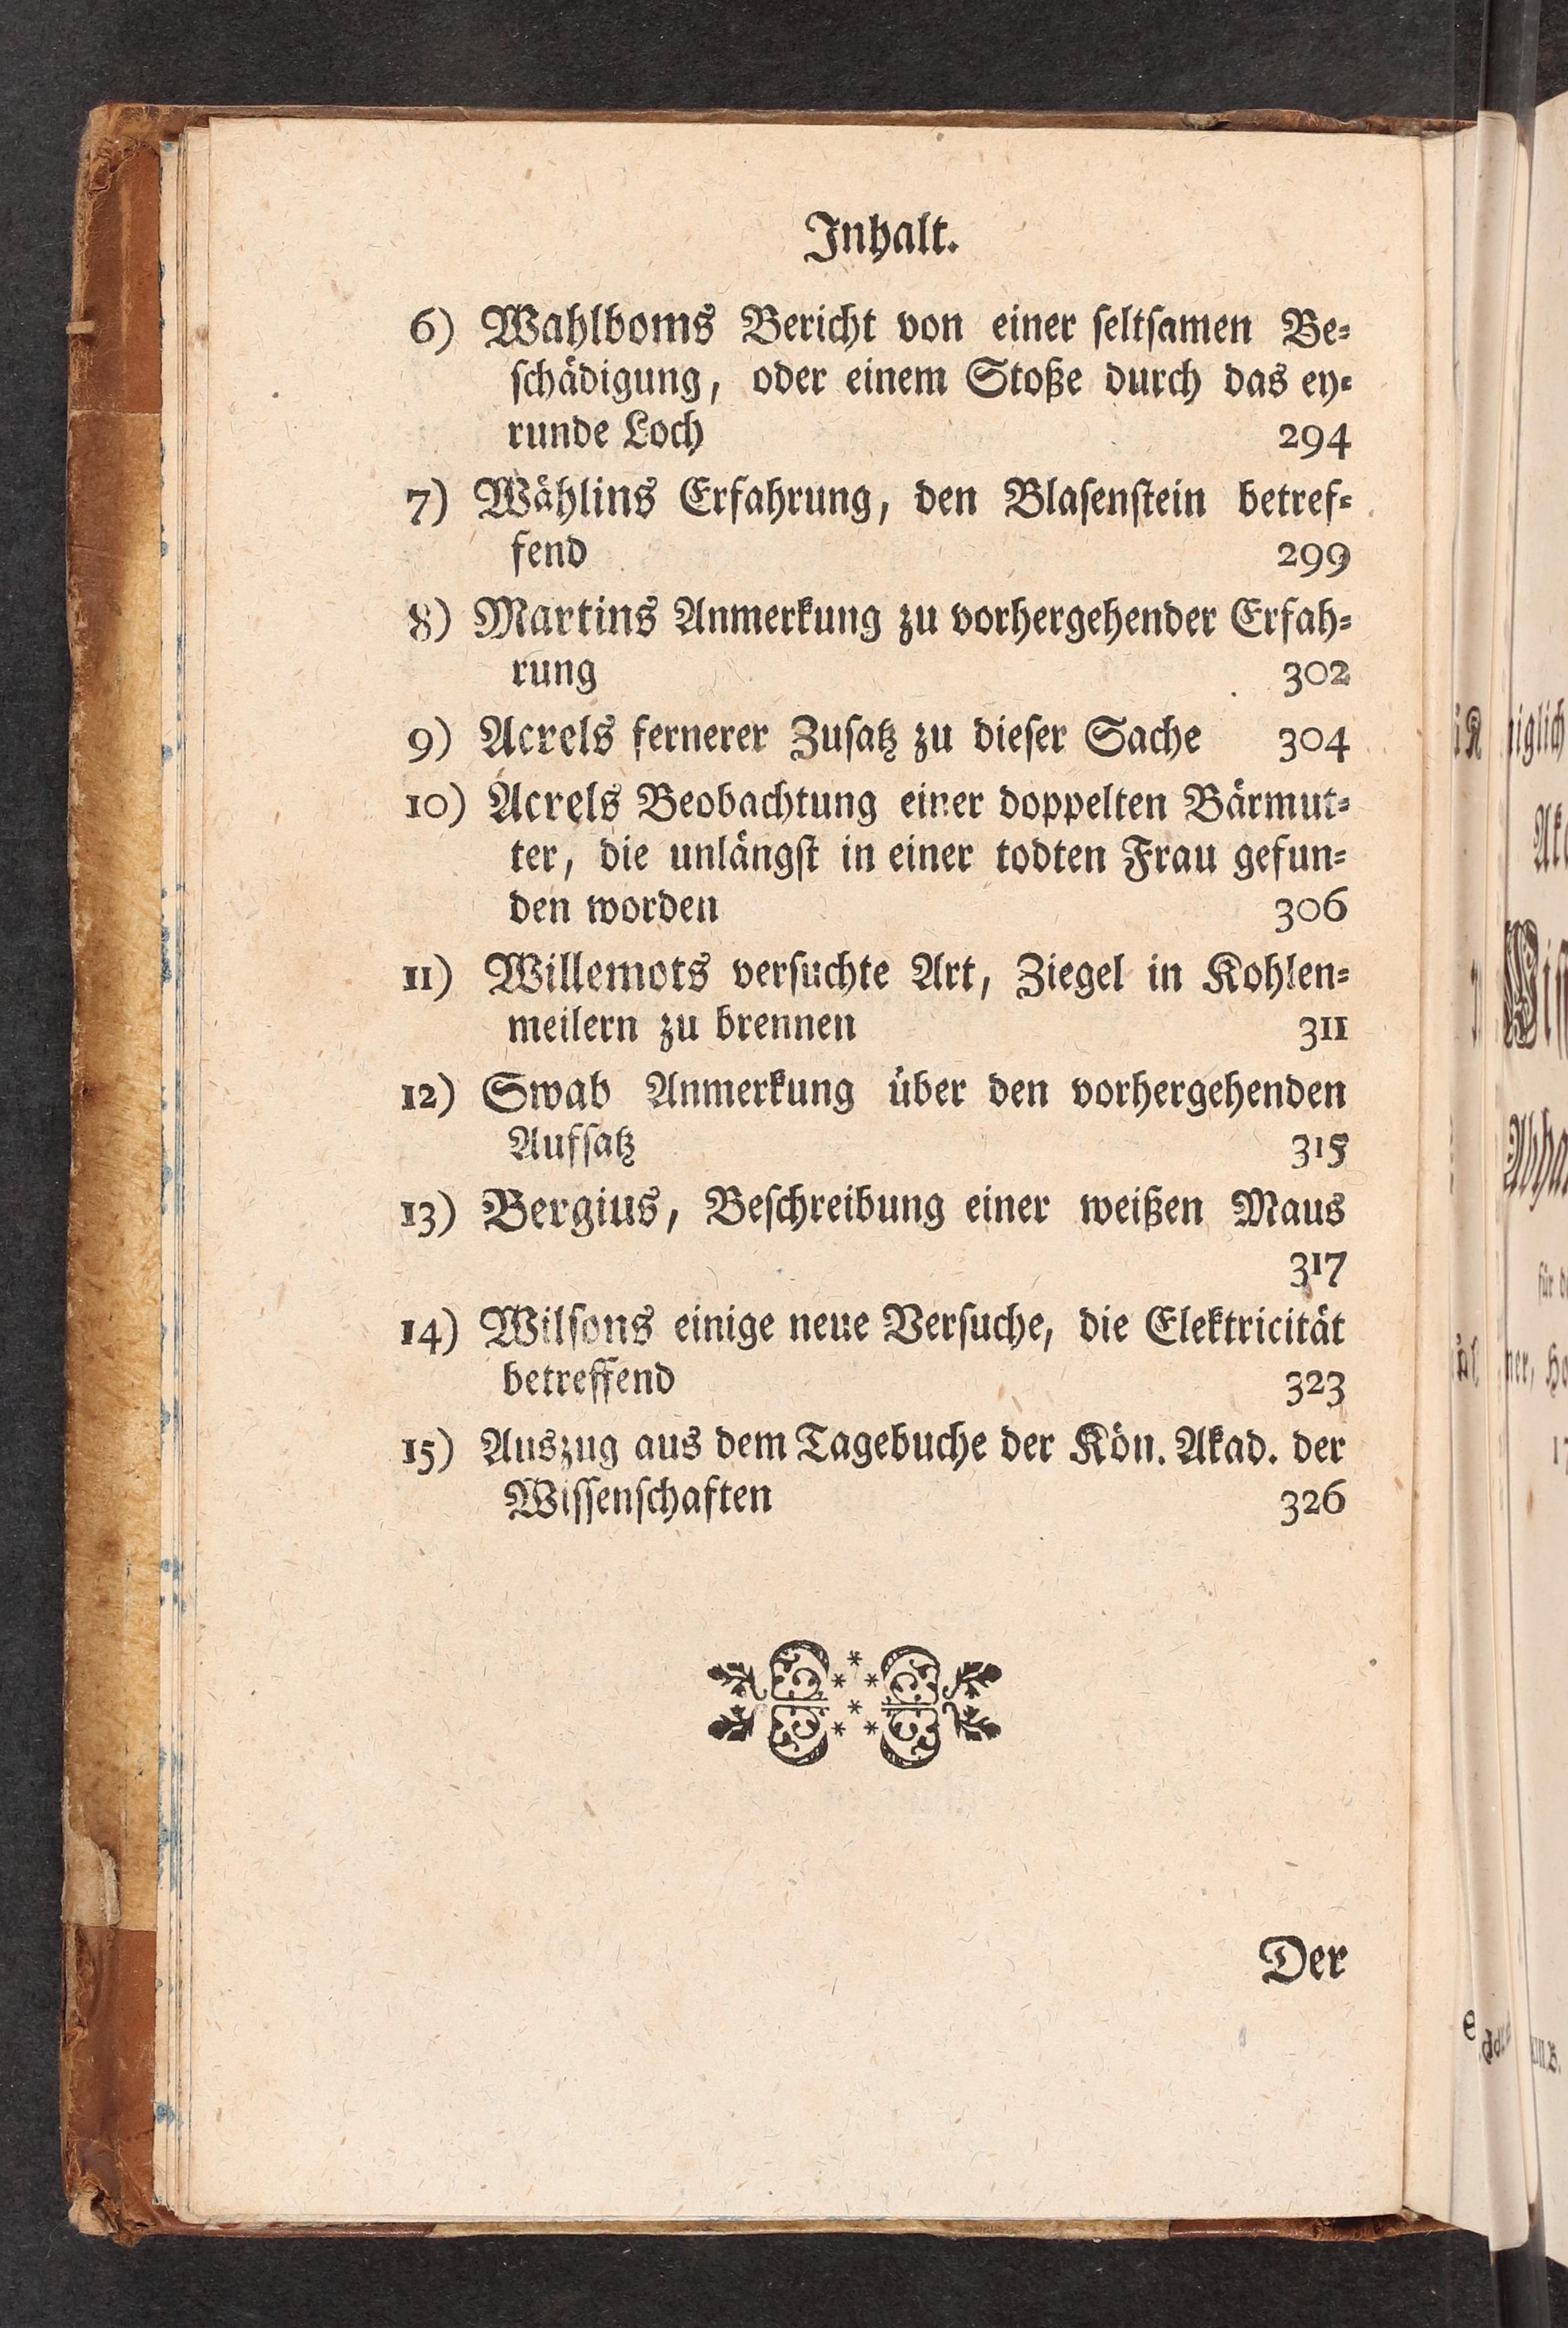 Inhalt.
6) Wahlboms Bericht von einer ſeltſamen Be⸗
ſchädigung, oder einem Stoße durch das ey⸗
runde Loch 294
7) Wählins Erfahrung, den Blaſenſtein betref⸗
fend 299
8) Martins Anmerkung zu vorhergehender Erfah⸗
rung 302
9) Acrels fernerer Zuſatz zu dieſer Sache 304
10) Acrels Beobachtung einer doppelten Bärmut⸗
ter, die unlängſt in einer todten Frau gefun⸗
den worden 306
11) Willemots verſuchte Art, Ziegel in Kohlen⸗
meilern zu brennen 311
12) Swab Anmerkung über den vorhergehenden
Aufſatz 315
13) Bergius, Beſchreibung einer weißen Maus
317
14) Wilſons einige neue Verſuche, die Elektricität
betreffend 323
15) Auszug aus dem Tagebuche der Kön. Akad. der
Wiſſenſchaften 326
Der